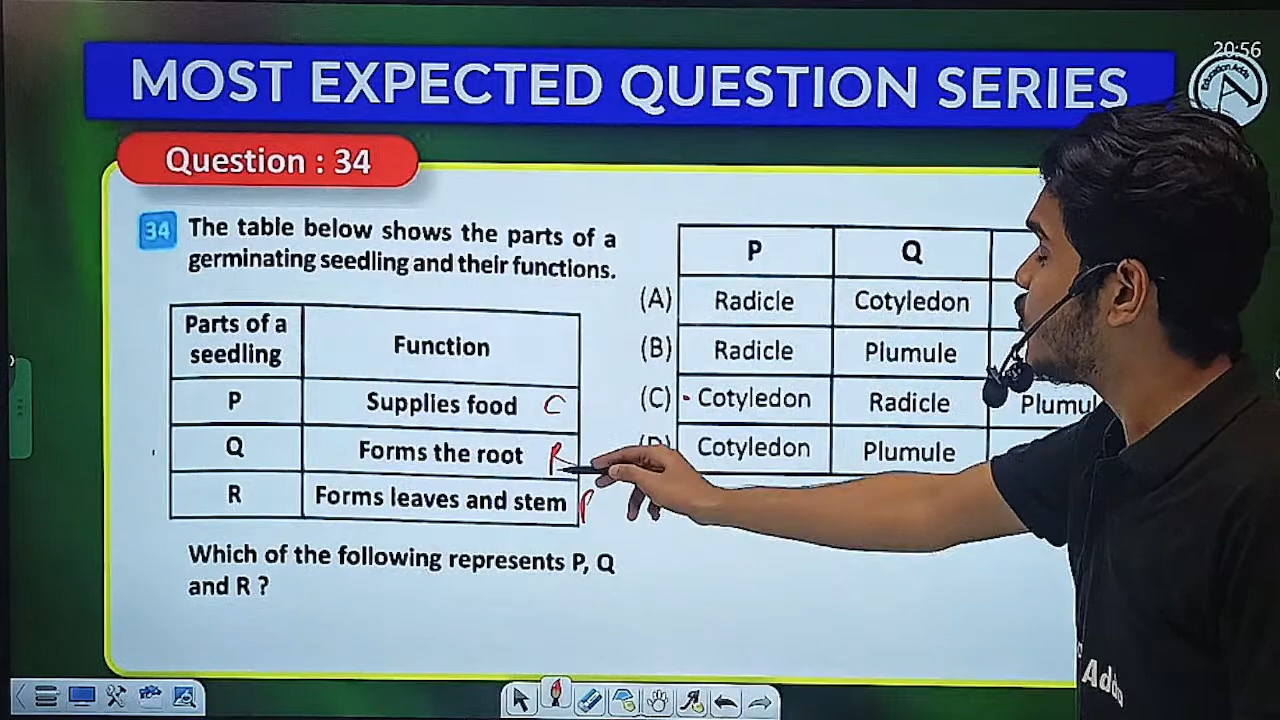 20:56
MOST EXPECTED QUESTION SERIES
Education Adda
Question : 34
34 The table below shows the parts of a
germinating seedling and their functions.
Parts of a seedling Function
P Supplies food C
Q Forms the root R
R Forms leaves and stem P
Which of the following represents P, Q
and R ?
P Q
(A) Radicle Cotyledon
(B) Radicle Plumule
(C) Cotyledon Radicle
(D) Cotyledon Plumule